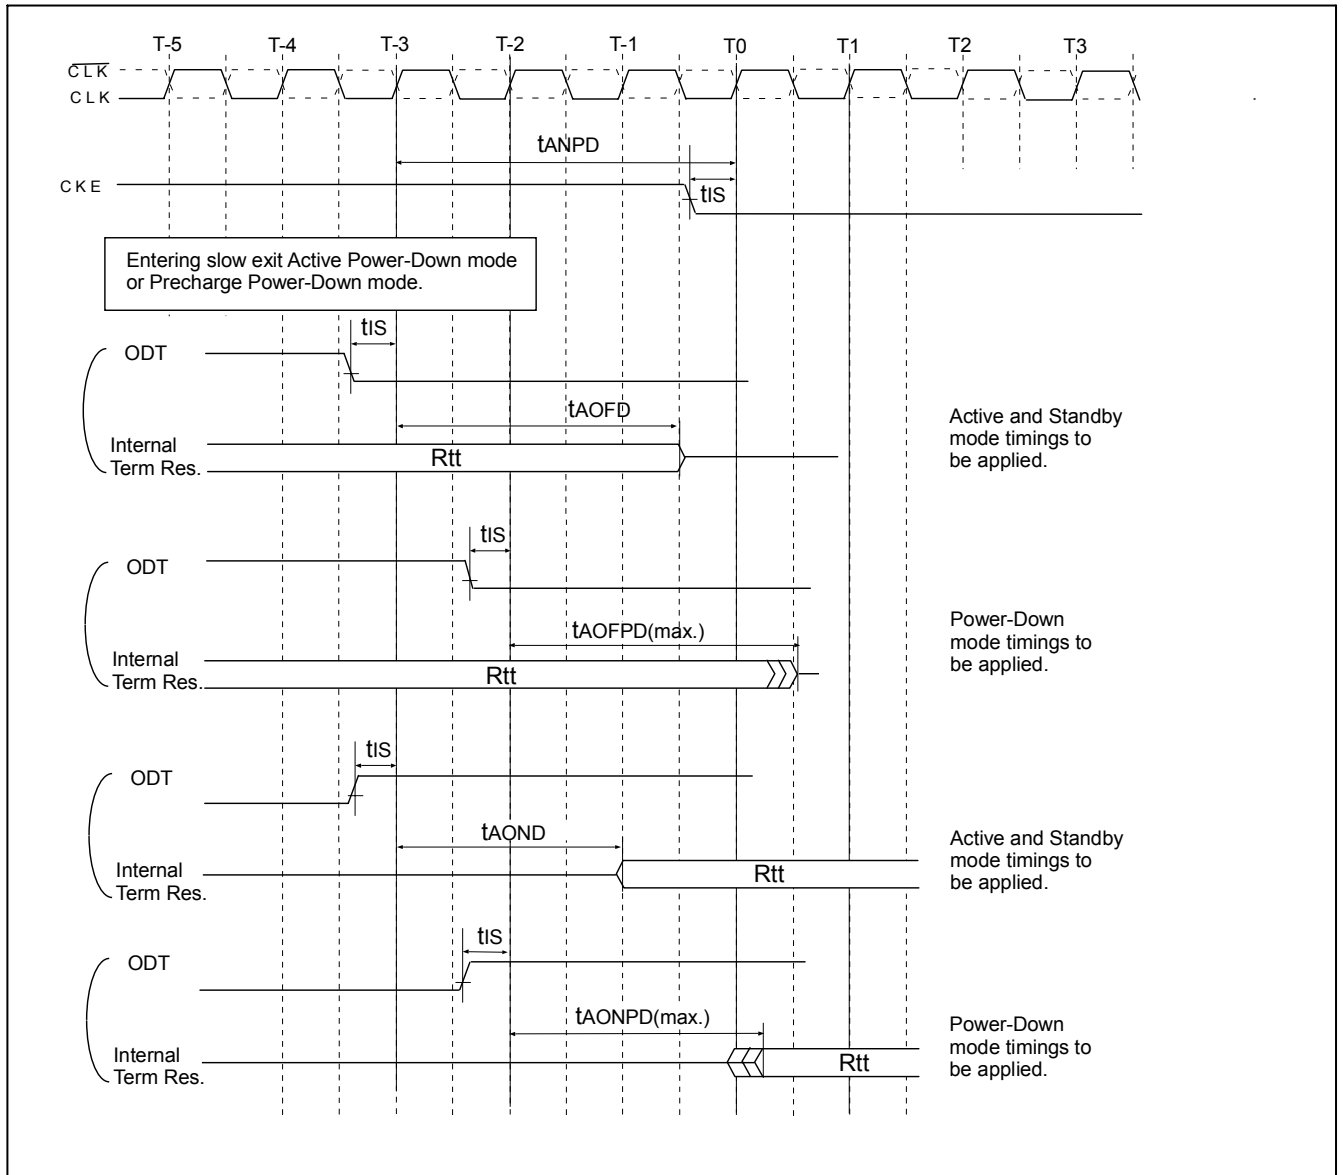 T-5 T-4 T-3 T-2 T-1 T0 T1 T2 T3
CLK
CLK
tANPD
CKE
tIS
Entering slow exit Active Power-Down mode
or Precharge Power-Down mode.
tIS
ODT
tAOFD
Active and Standby
mode timings to
be applied.
Internal
Term Res.
Rtt
tIS
ODT
tAOFPD(max.)
Power-Down
mode timings to
be applied.
Internal
Term Res.
Rtt
tIS
ODT
tAOND
Active and Standby
mode timings to
be applied.
Internal
Term Res.
Rtt
tIS
ODT
tAONPD(max.)
Power-Down
mode timings to
be applied.
Internal
Term Res.
Rtt